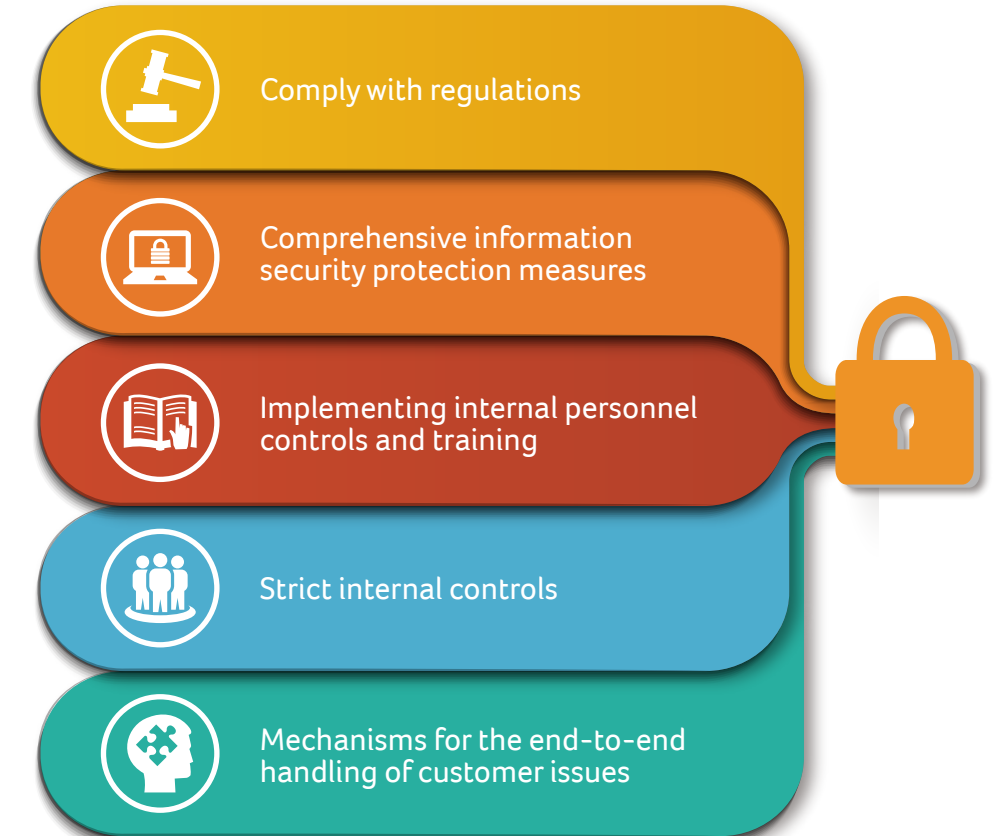 Comply with regulations
Comprehensive information
security protection measures
Implementing internal personnel
controls and training
Strict internal controls
Mechanisms for the end-to-end
handling of customer issues